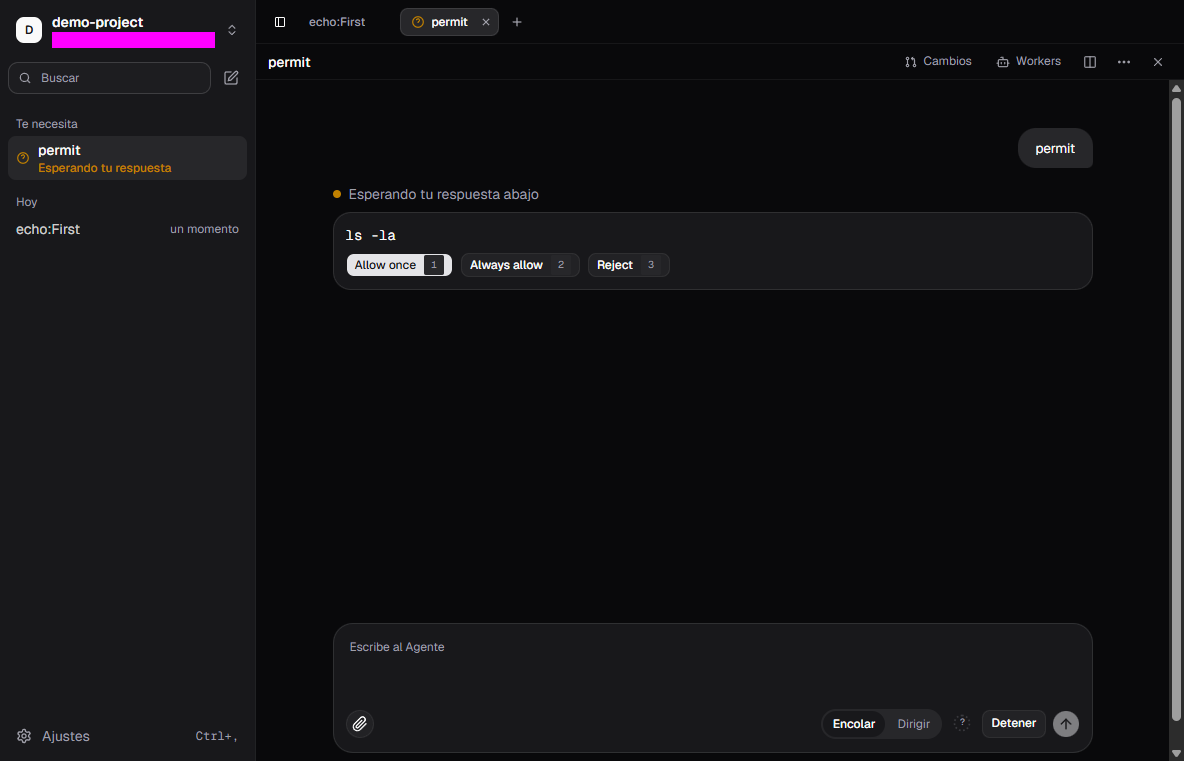 D
demo-project
Buscar
Te necesita
permit
Esperando tu respuesta
Hoy
echo:First un momento
Ajustes Ctrl+,
echo:First
permit
permit
Cambios
Workers
permit
Esperando tu respuesta abajo
ls -la
Allow once 1
Always allow 2
Reject 3
Escribe al Agente
Encolar
Dirigir
?
Detener